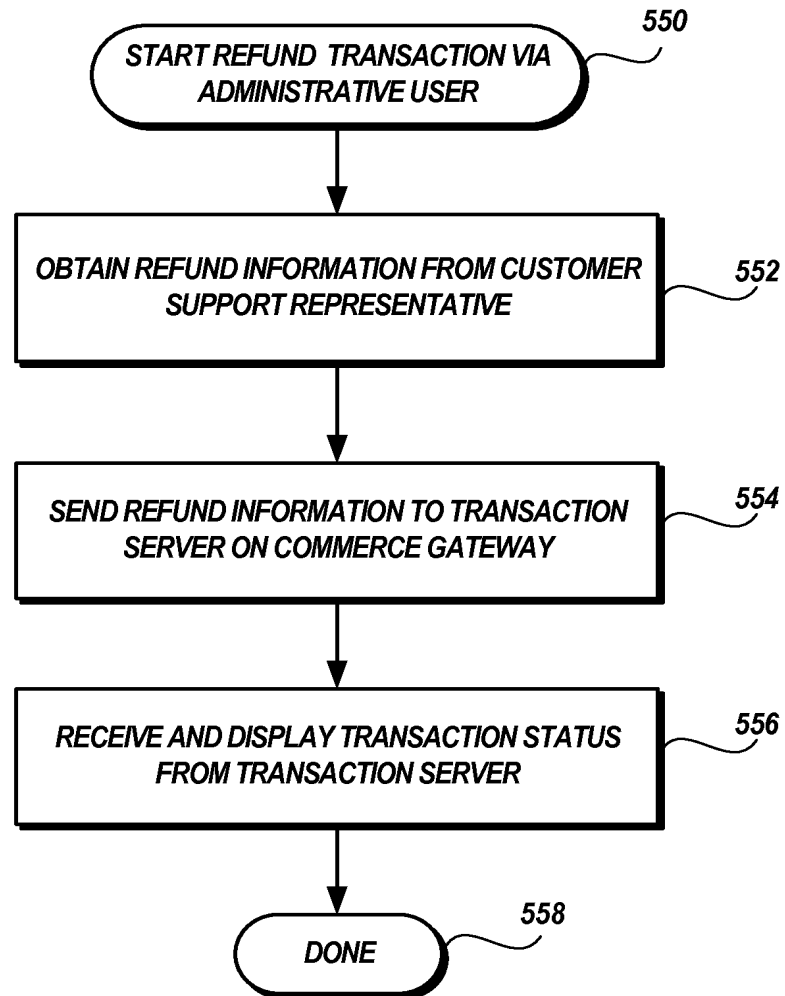 START REFUND TRANSACTION VIA
ADMINISTRATIVE USER
550
OBTAIN REFUND INFORMATION FROM CUSTOMER
SUPPORT REPRESENTATIVE
552
SEND REFUND INFORMATION TO TRANSACTION
SERVER ON COMMERCE GATEWAY
554
RECEIVE AND DISPLAY TRANSACTION STATUS
FROM TRANSACTION SERVER
556
DONE
558